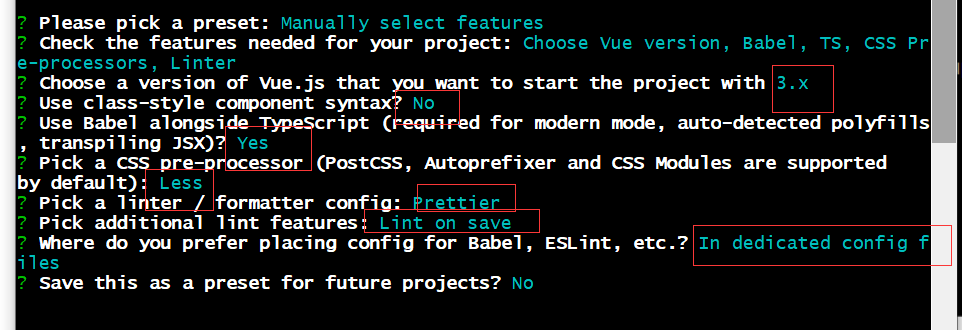 ? Please pick a preset: Manually select features
? Check the features needed for your project: Choose Vue version, Babel, TS, CSS Pr
e-processors, Linter
? Choose a version of Vue.js that you want to start the project with 3.x
? Use class-style component syntax? No
? Use Babel alongside TypeScript (required for modern mode, auto-detected polyfills
, transpiling JSX)? Yes
? Pick a CSS pre-processor (PostCSS, Autoprefixer and CSS Modules are supported
by default): Less
? Pick a linter / formatter config: Prettier
? Pick additional lint features: Lint on save
? Where do you prefer placing config for Babel, ESLint, etc.? In dedicated config f
iles
? Save this as a preset for future projects? No